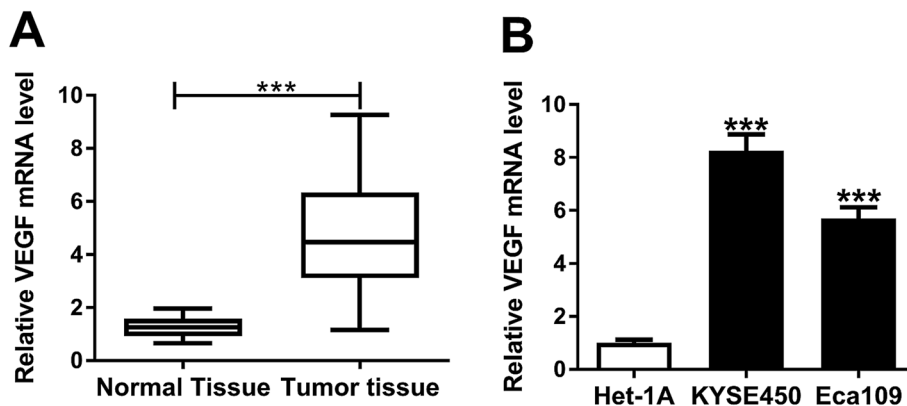 A
Relative VEGF mRNA level
10
8
6
4
2
0
***
Normal Tissue Tumor tissue
B
Relative VEGF mRNA level
10
8
6
4
2
0
***
***
Het-1A KYSE450 Eca109